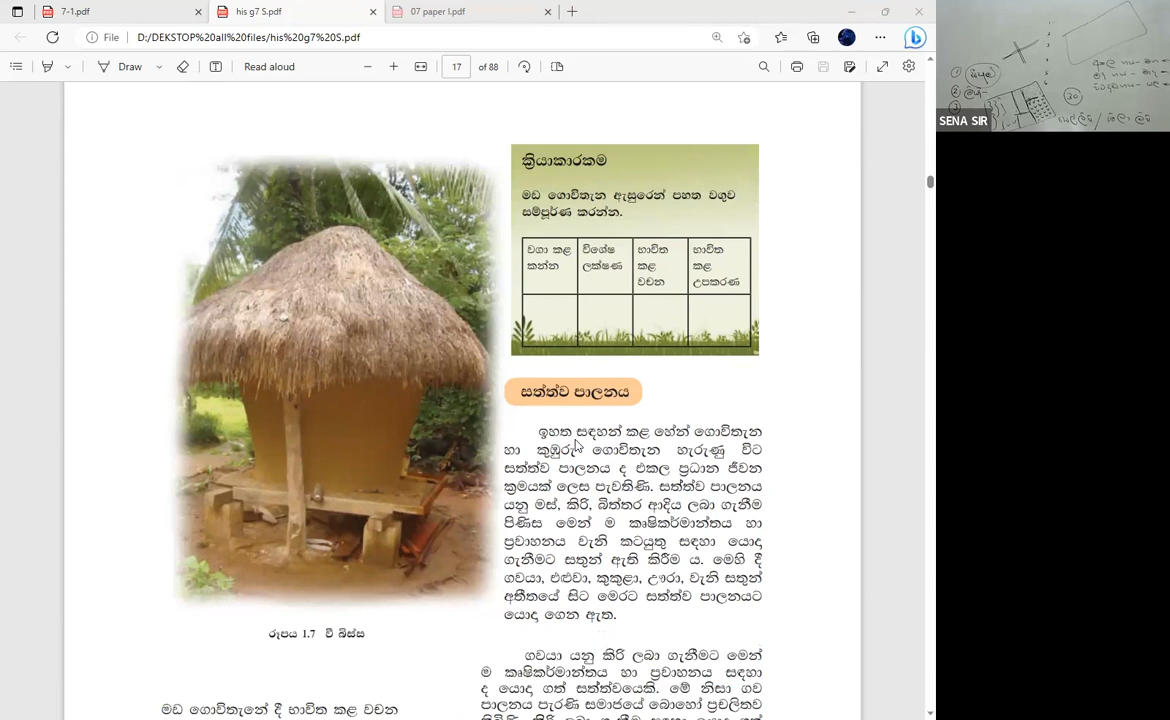 7-1.pdf
his g7 S.pdf
07 paper I.pdf
File
D:/DEKSTOP%20all%20files/his%20g7%20S.pdf
Draw
Read aloud
17 of 88
ක්‍රියාකාරකම
මඩ ගොවිතැන ඇසුරෙන් පහත වගුව
සම්පූර්ණ කරන්න.
වගා කළ කන්න
විශේෂ ලක්ෂණ
භාවිත කළ වචන
භාවිත කළ උපකරණ
සත්ත්ව පාලනය
ඉහත සඳහන් කළ හේන් ගොවිතැන
හා කුඹුරු ගොවිතැන හැරුණු විට
සත්ත්ව පාලනය ද එකල ප්‍රධාන ජීවන
ක්‍රමයක් ලෙස පැවතිණි. සත්ත්ව පාලනය
යනු මස්, කිරි, බිත්තර ආදිය ලබා ගැනීම
පිණිස මෙන් ම කෘෂිකර්මාන්තය හා
ප්‍රවාහනය වැනි කටයුතු සඳහා යොදා
ගැනීමට සතුන් ඇති කිරීම ය. මෙහි දී
ගවයා, එළුවා, කුකුළා, ඌරා, වැනි සතුන්
අතීතයේ සිට මෙරට සත්ත්ව පාලනයට
යොදා ගෙන ඇත.
රූපය 1.7 වී බිස්ස
ගවයා යනු කිරි ලබා ගැනීමට මෙන්
ම කෘෂිකර්මාන්තය හා ප්‍රවාහනය සඳහා
ද යොදා ගත් සත්ත්වයෙකි. මේ නිසා ගව
පාලනය පැරණි සමාජයේ බොහෝ ප්‍රචලිතව
මඩ ගොවිතැනේ දී භාවිත කළ වචන
SENA SIR